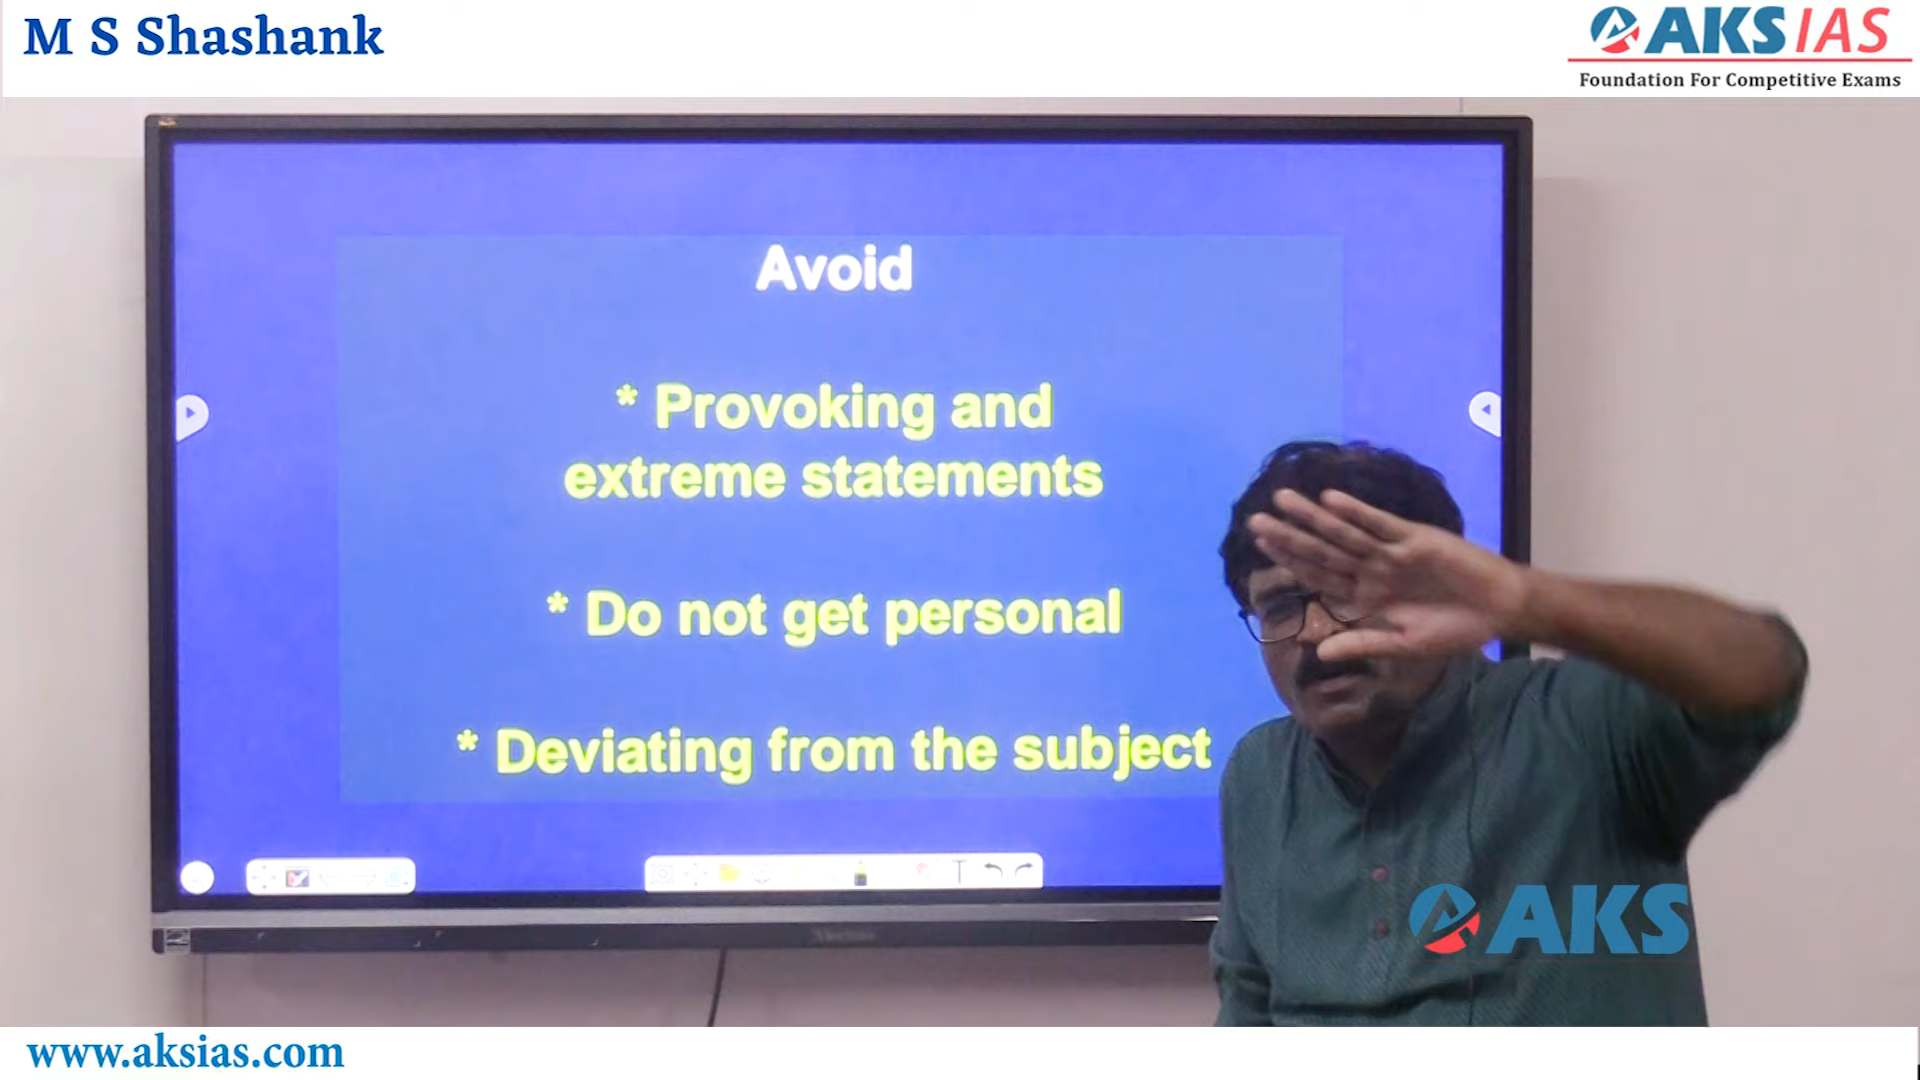 M S Shashank
AKS IAS
Foundation For Competitive Exams
Avoid
* Provoking and
extreme statements
* Do not get personal
* Deviating from the subject
AKS
www.aksias.com